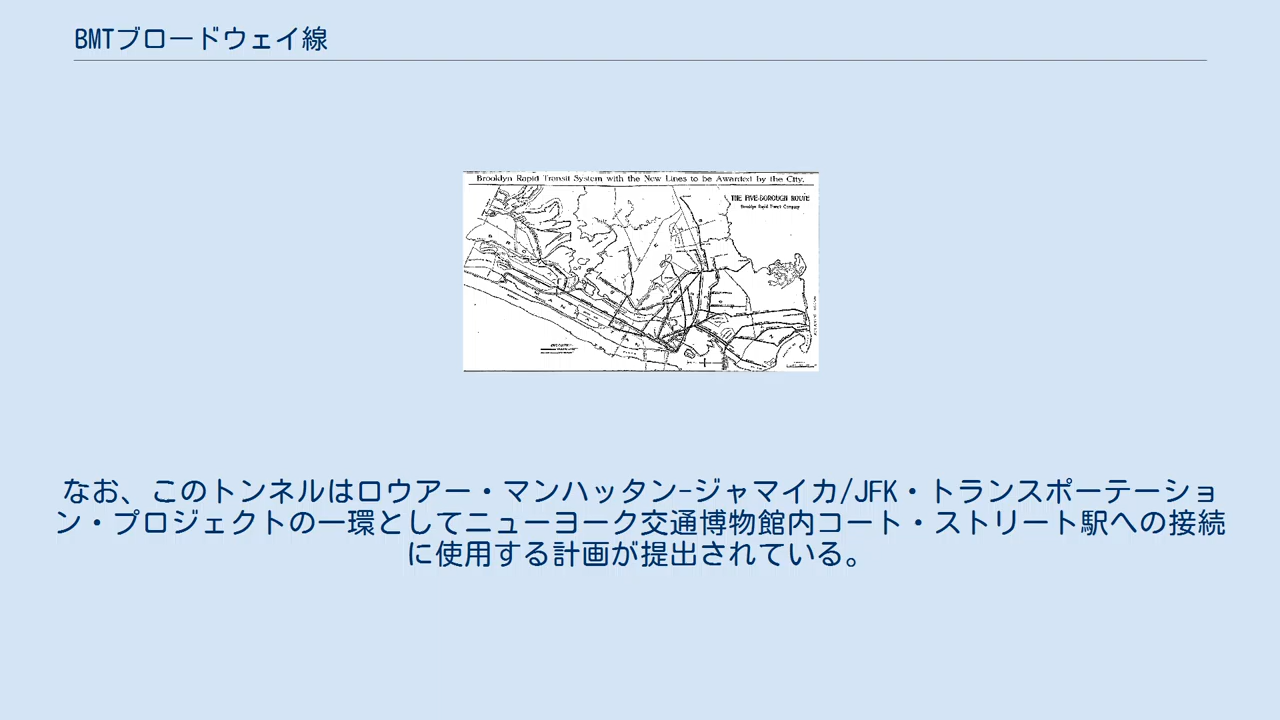 BMTブロードウェイ線
Brooklyn Rapid Transit System with the New Lines to be Awarded by the City.
THE FIVE-BOROUGH ROUTE
Brooklyn Rapid Transit Company
なお、このトンネルはロウアー・マンハッタン-ジャマイカ/JFK・トランスポーテーショ
ン・プロジェクトの一環としてニューヨーク交通博物館内コート・ストリート駅への接続
に使用する計画が提出されている。